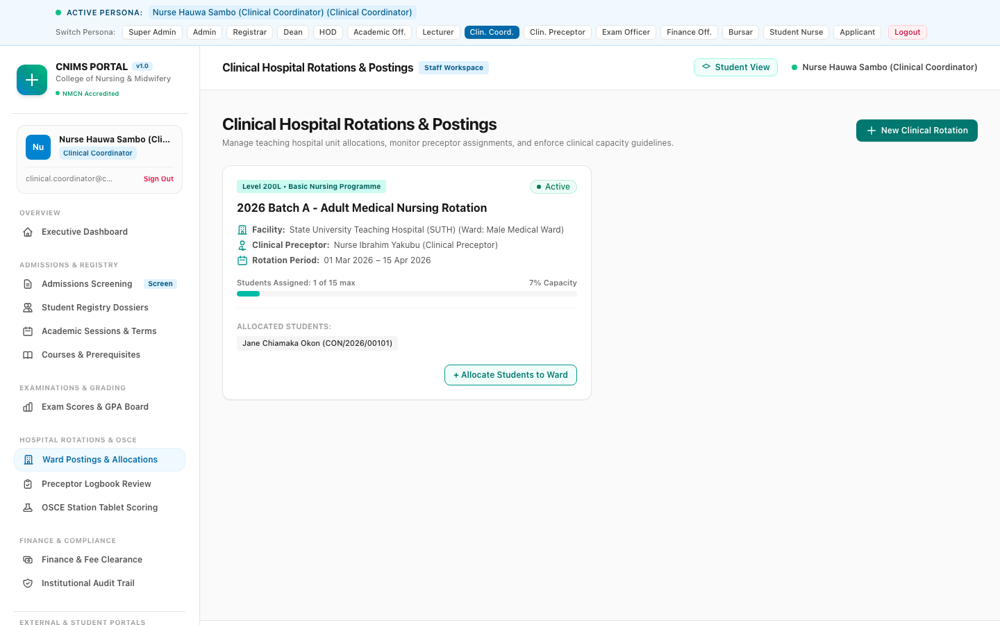 ACTIVE PERSONA: Nurse Hauwa Sambo (Clinical Coordinator) (Clinical Coordinator)
Switch Persona: Super Admin Admin Registrar Dean HOD Academic Off. Lecturer Clin. Coord. Clin. Preceptor Exam Officer Finance Off. Bursar Student Nurse Applicant Logout
CNIMS PORTAL v1.0
College of Nursing & Midwifery
NMCN Accredited
Nu
Nurse Hauwa Sambo (Cli...
Clinical Coordinator
clinical.coordinator@c... Sign Out
OVERVIEW
Executive Dashboard
ADMISSIONS & REGISTRY
Admissions Screening Screen
Student Registry Dossiers
Academic Sessions & Terms
Courses & Prerequisites
EXAMINATIONS & GRADING
Exam Scores & GPA Board
HOSPITAL ROTATIONS & OSCE
Ward Postings & Allocations
Preceptor Logbook Review
OSCE Station Tablet Scoring
FINANCE & COMPLIANCE
Finance & Fee Clearance
Institutional Audit Trail
EXTERNAL & STUDENT PORTALS
Clinical Hospital Rotations & Postings Staff Workspace Student View Nurse Hauwa Sambo (Clinical Coordinator)
Clinical Hospital Rotations & Postings
Manage teaching hospital unit allocations, monitor preceptor assignments, and enforce clinical capacity guidelines.
New Clinical Rotation
Level 200L • Basic Nursing Programme Active
2026 Batch A - Adult Medical Nursing Rotation
Facility: State University Teaching Hospital (SUTH) (Ward: Male Medical Ward)
Clinical Preceptor: Nurse Ibrahim Yakubu (Clinical Preceptor)
Rotation Period: 01 Mar 2026 – 15 Apr 2026
Students Assigned: 1 of 15 max 7% Capacity
ALLOCATED STUDENTS:
Jane Chiamaka Okon (CON/2026/00101)
+ Allocate Students to Ward